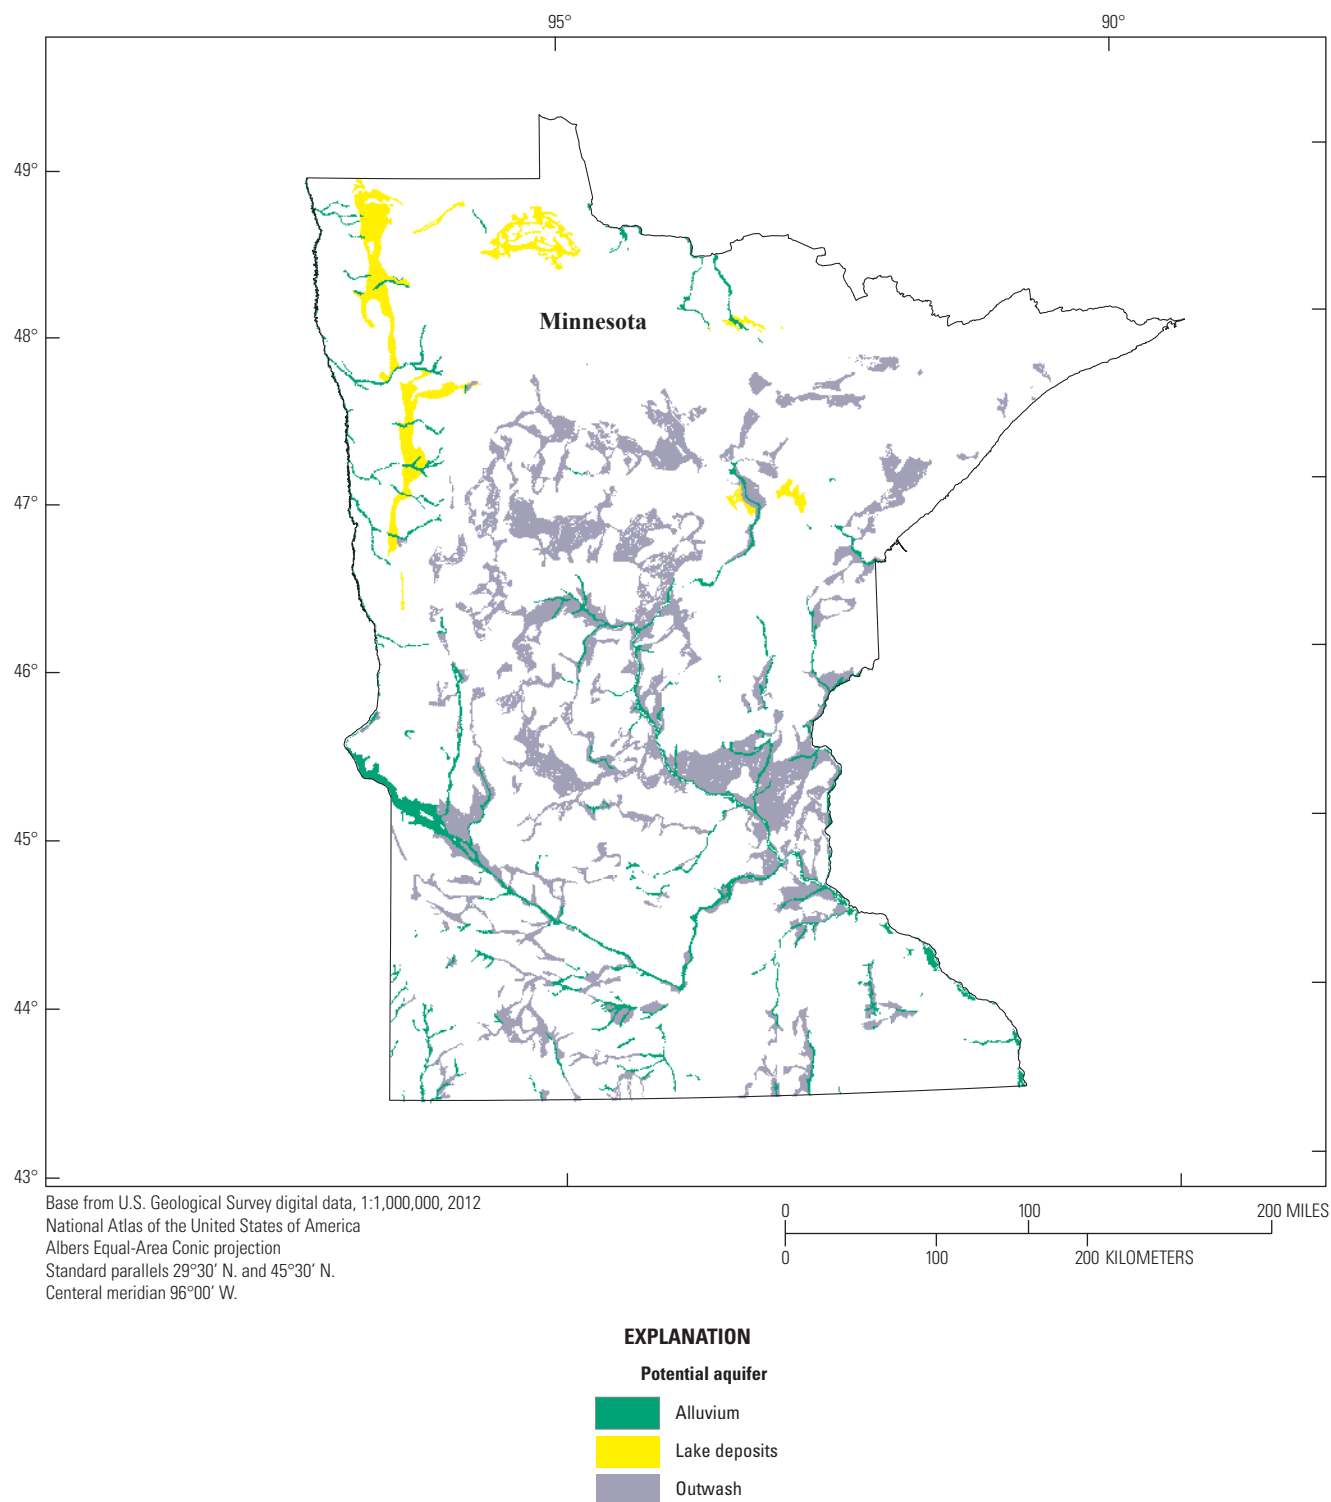 95°
90°
49°
48°
Minnesota
47°
46°
45°
44°
43°
Base from U.S. Geological Survey digital data, 1:1,000,000, 2012
National Atlas of the United States of America
Albers Equal-Area Conic projection
Standard parallels 29°30′ N. and 45°30′ N.
Centeral meridian 96°00′ W.
0 100 200 MILES
0 100 200 KILOMETERS
EXPLANATION
Potential aquifer
Alluvium
Lake deposits
Outwash